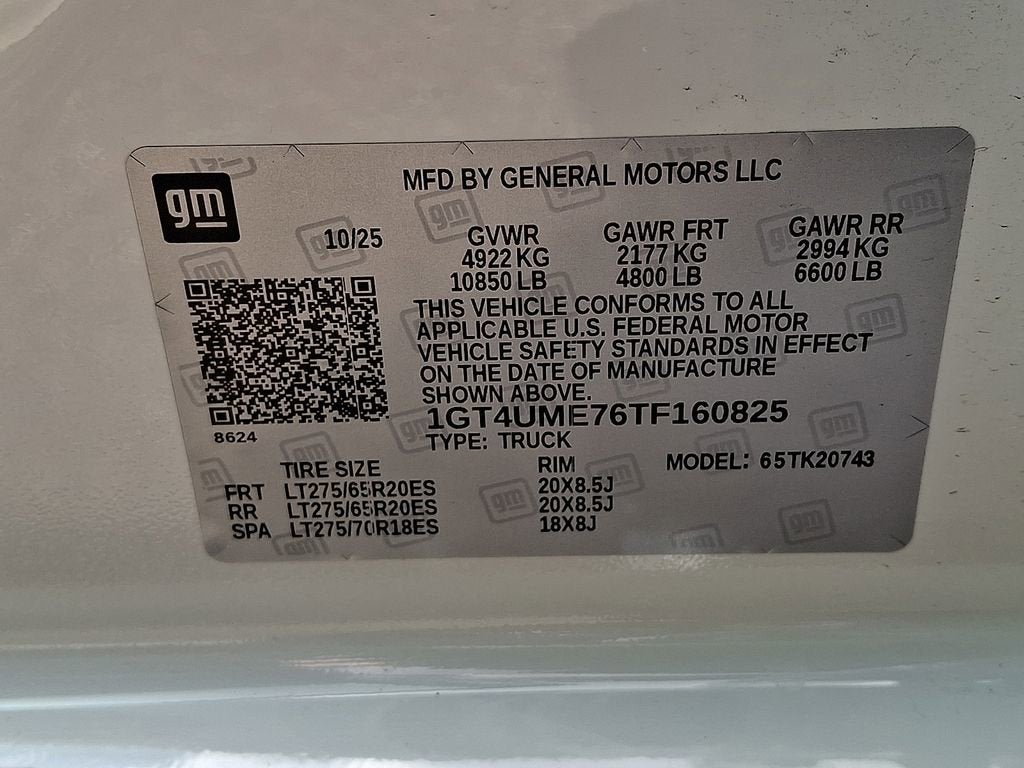 gm
MFD BY GENERAL MOTORS LLC
10/25
GVWR GAWR FRT GAWR RR
4922 KG 2177 KG 2994 KG
10850 LB 4800 LB 6600 LB
THIS VEHICLE CONFORMS TO ALL
APPLICABLE U.S. FEDERAL MOTOR
VEHICLE SAFETY STANDARDS IN EFFECT
ON THE DATE OF MANUFACTURE
SHOWN ABOVE.
1GT4UME76TF160825
8624
TYPE: TRUCK
TIRE SIZE RIM MODEL: 65TK20743
FRT LT275/65R20ES 20X8.5J
RR LT275/65R20ES 20X8.5J
SPA LT275/70R18ES 18X8J